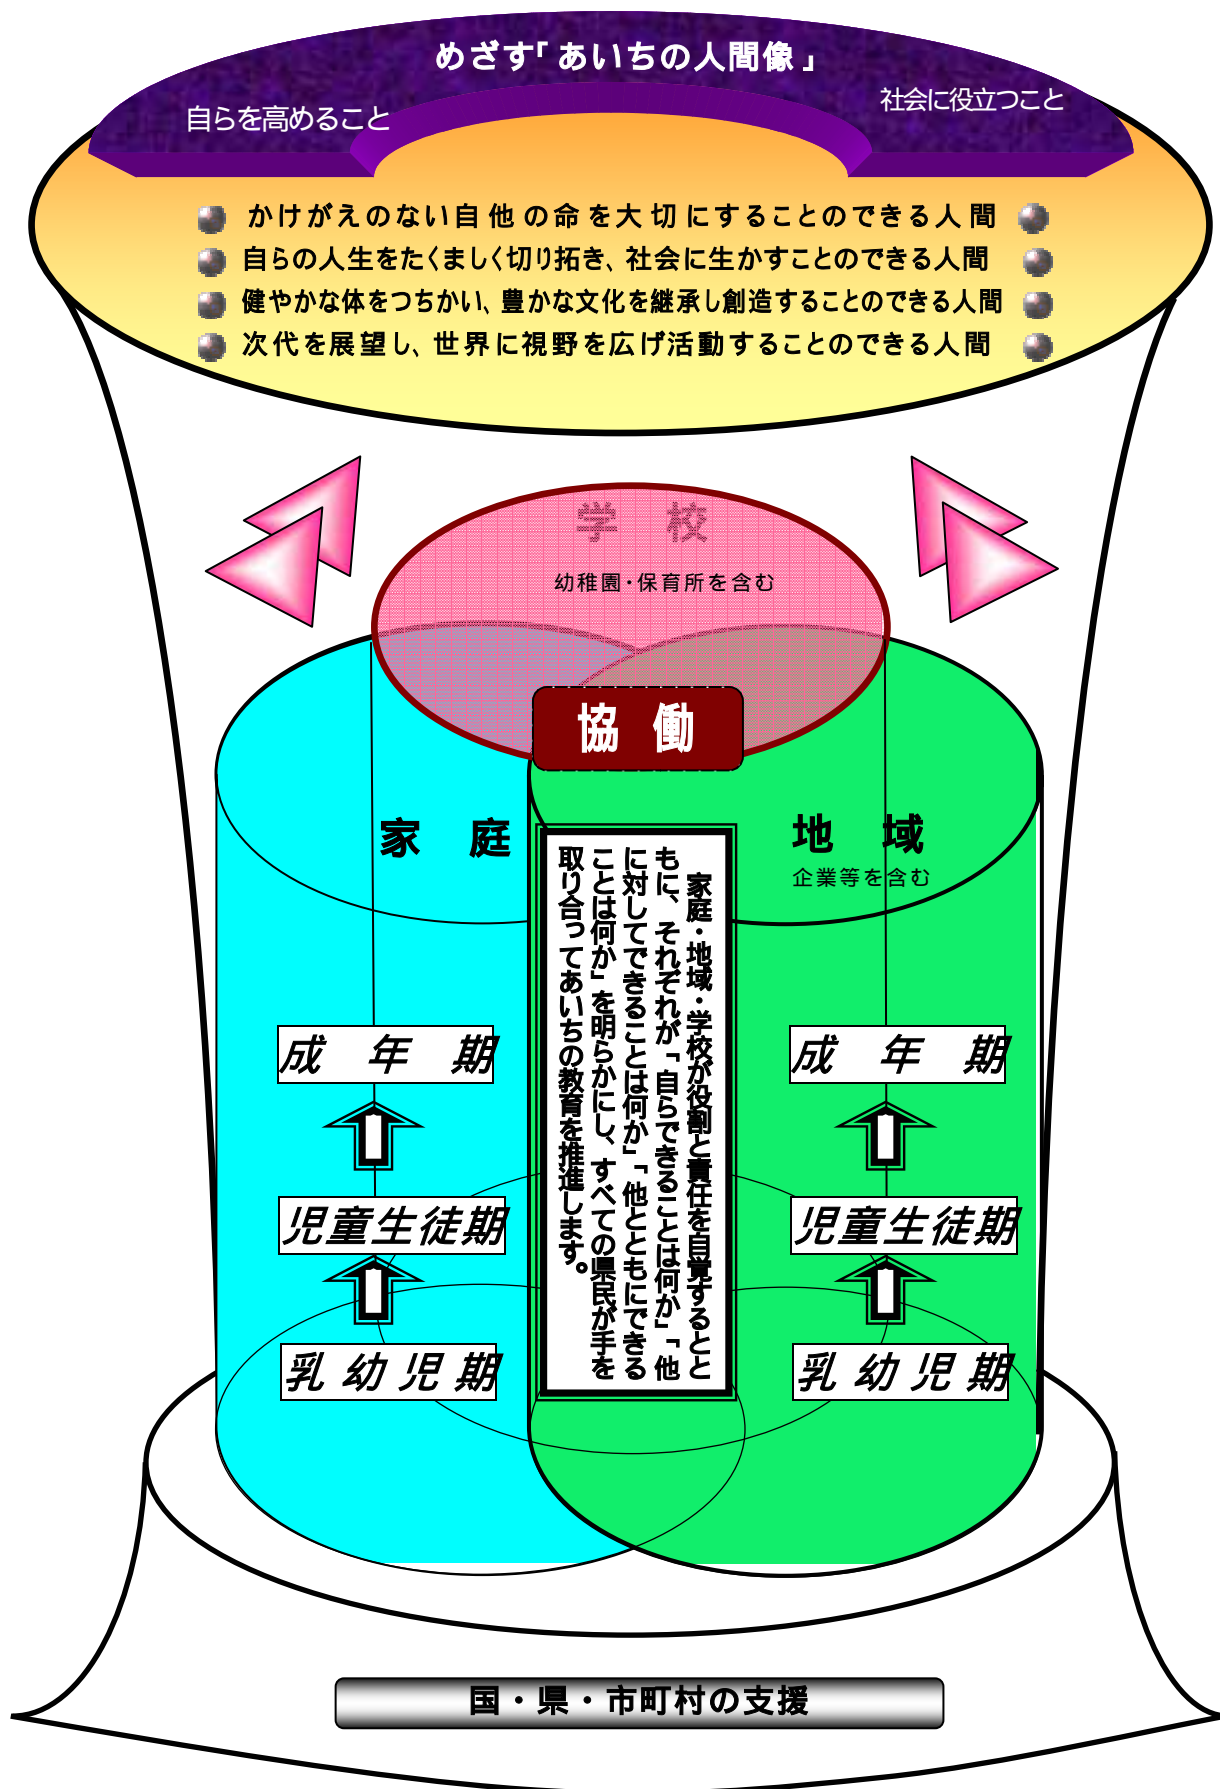 めざす「あいちの人間像」
自らを高めること
社会に役立つこと
かけがえのない自他の命を大切にすることのできる人間
自らの人生をたくましく切り拓き、社会に生かすことのできる人間
健やかな体をつちかい、豊かな文化を継承し創造することのできる人間
次代を展望し、世界に視野を広げ活動することのできる人間
学　校
幼稚園・保育所を含む
協　働
家　庭
地　域
企業等を含む
家庭・地域・学校が役割と責任を自覚するとと
もに、それぞれが「自らできることは何か」「他
に対してできることは何か」「他とともにできる
ことは何か」を明らかにし、すべての県民が手を
取り合ってあいちの教育を推進します。
成　年　期
成　年　期
児童生徒期
児童生徒期
乳幼児期
乳幼児期
国・県・市町村の支援